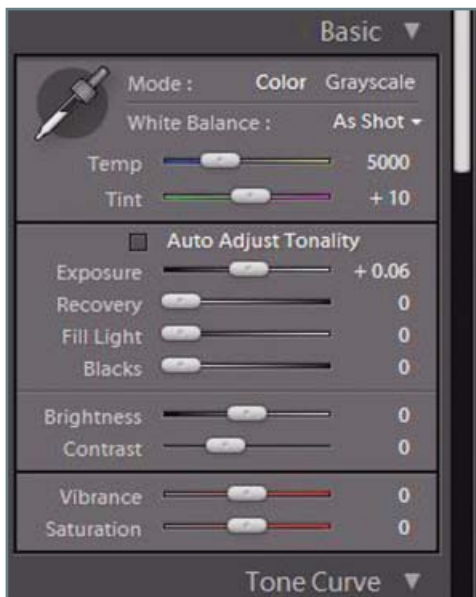 Basic
Mode : Color Grayscale
White Balance : As Shot
Temp 5000
Tint + 10
Auto Adjust Tonality
Exposure + 0.06
Recovery 0
Fill Light 0
Blacks 0
Brightness 0
Contrast 0
Vibrance 0
Saturation 0
Tone Curve